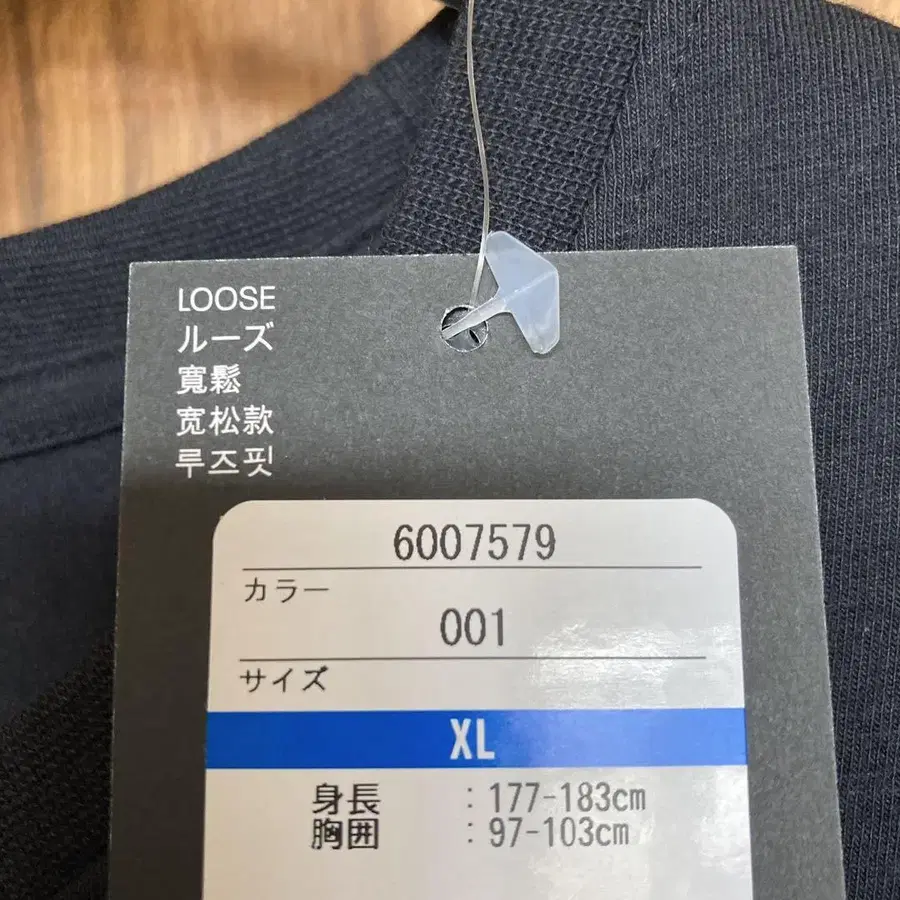 LOOSE
ルーズ
寬鬆
宽松款
루즈핏
6007579
カラー
001
サイズ
XL
身長 : 177-183cm
胸囲 : 97-103cm